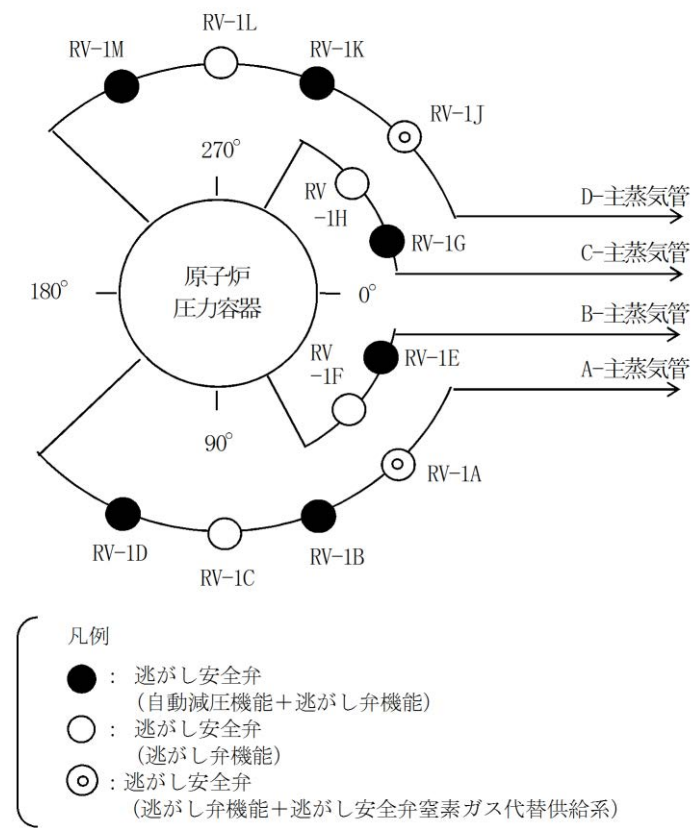 RV-1L
RV-1M
RV-1K
RV-1J
270°
RV
-1H
D-主蒸気管
RV-1G
C-主蒸気管
原子炉
圧力容器
180°
0°
B-主蒸気管
RV
-1F
RV-1E
A-主蒸気管
90°
RV-1A
RV-1D
RV-1B
RV-1C
凡例
： 逃がし安全弁
（自動減圧機能＋逃がし弁機能）
： 逃がし安全弁
（逃がし弁機能）
：逃がし安全弁
（逃がし弁機能＋逃がし安全弁窒素ガス代替供給系）